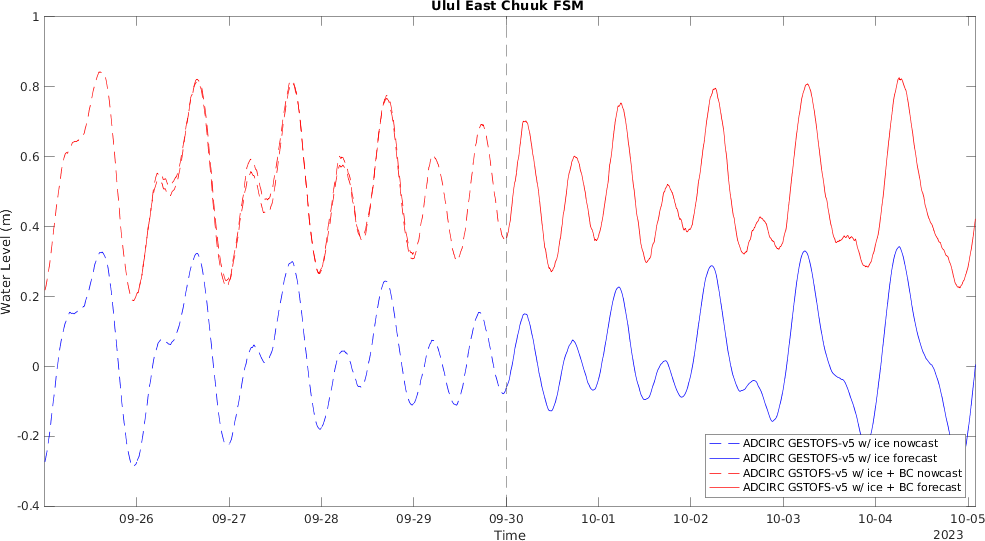 Ulul East Chuuk FSM
Water Level (m)
1
0.8
0.6
0.4
0.2
0
-0.2
-0.4
ADCIRC GESTOFS-v5 w/ ice nowcast
ADCIRC GESTOFS-v5 w/ ice forecast
ADCIRC GSTOFS-v5 w/ ice + BC nowcast
ADCIRC GSTOFS-v5 w/ ice + BC forecast
09-26 09-27 09-28 09-29 09-30 10-01 10-02 10-03 10-04 10-05
Time
2023